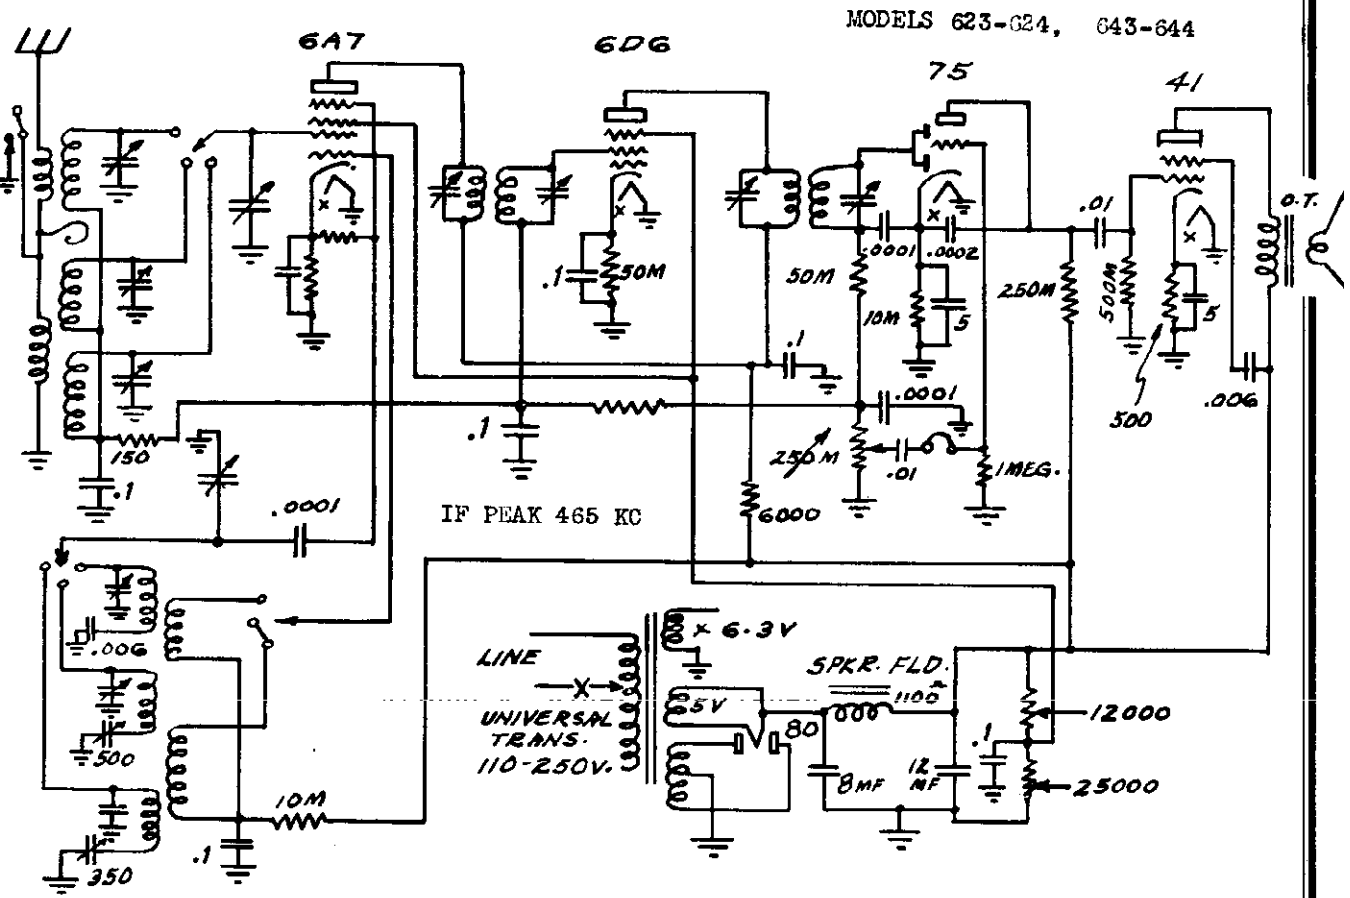 MODELS 623-624, 643-644
6A7
6D6
75
41
O.T.
x
x
x
x
.01
.0001
.0002
.1
50M
50M
250M
500M
10M
5
5
.1
.0001
.006
500
150
.1
.1
250M
.01
1MEG.
.0001
IF PEAK 465 KC
6000
.006
X 6.3V
LINE
SPKR. FLD.
1100 Ω
X
5V
UNIVERSAL
TRANS.
110-250V.
80
12000
.1
500
8MF
12
MF
25000
10M
.1
350